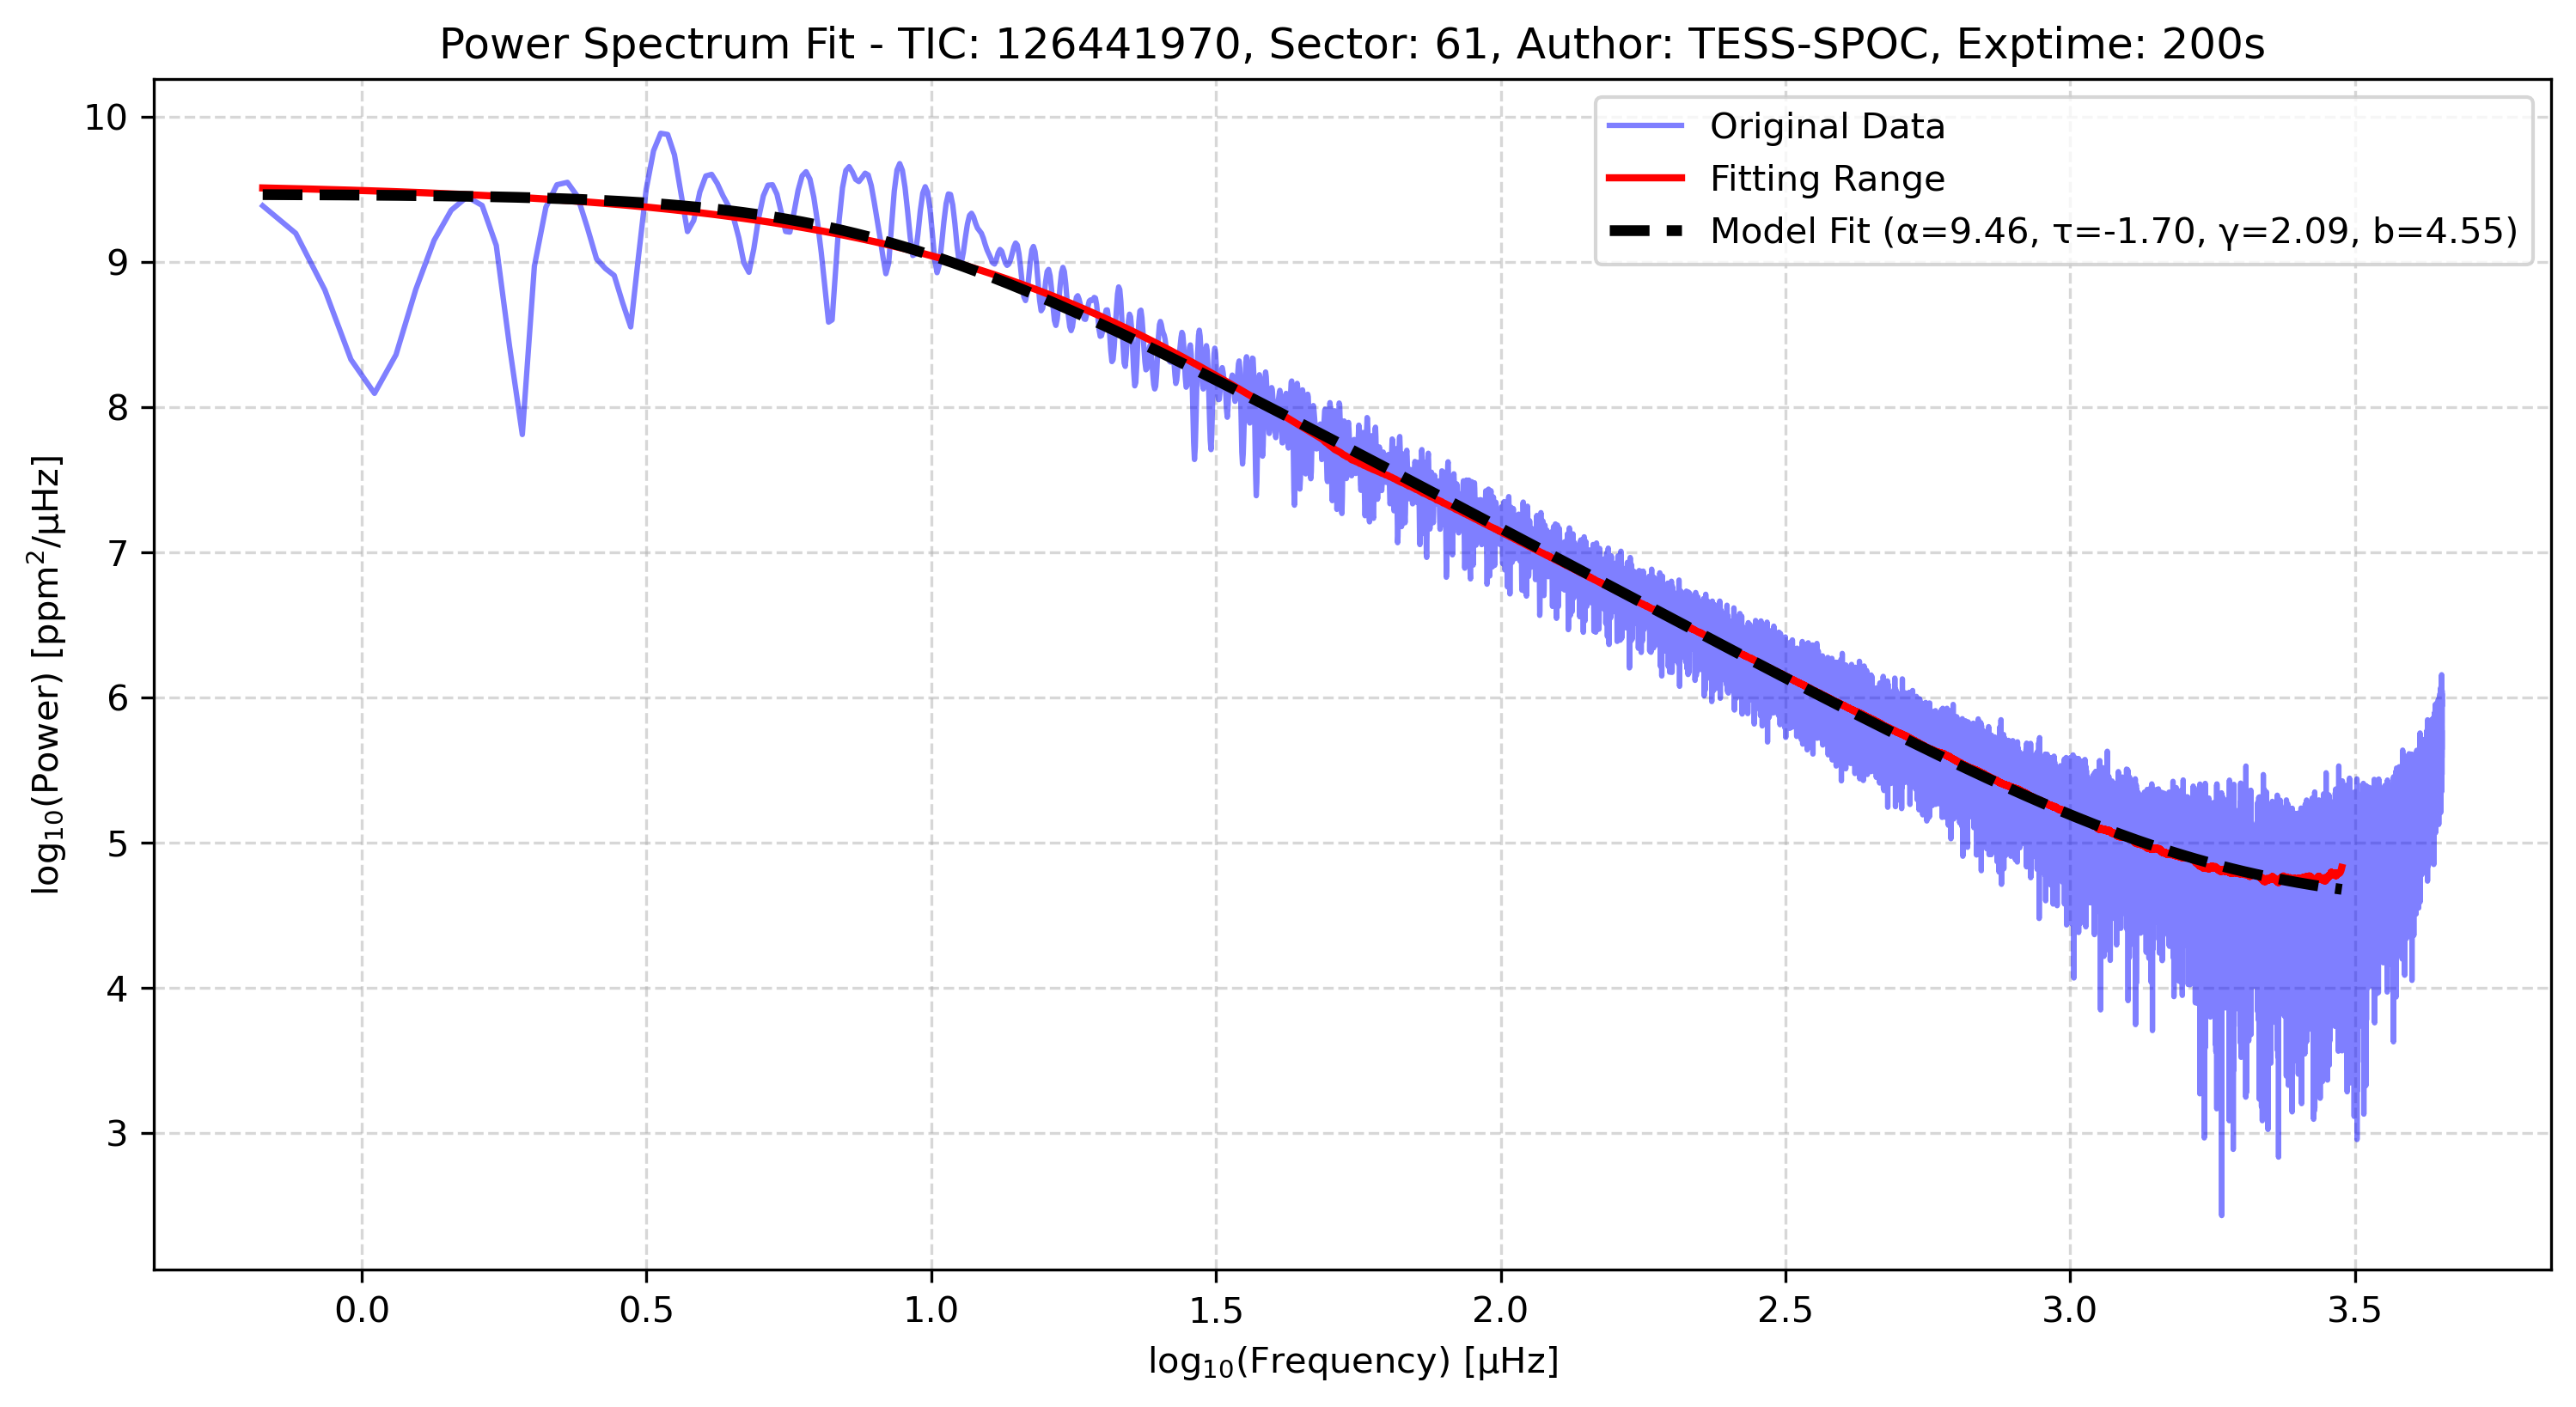 Power Spectrum Fit - TIC: 126441970, Sector: 61, Author: TESS-SPOC, Exptime: 200s
Original Data
Fitting Range
Model Fit (α=9.46, τ=-1.70, γ=2.09, b=4.55)
log₁₀(Power) [ppm²/µHz]
10
9
8
7
6
5
4
3
0.0 0.5 1.0 1.5 2.0 2.5 3.0 3.5
log₁₀(Frequency) [µHz]